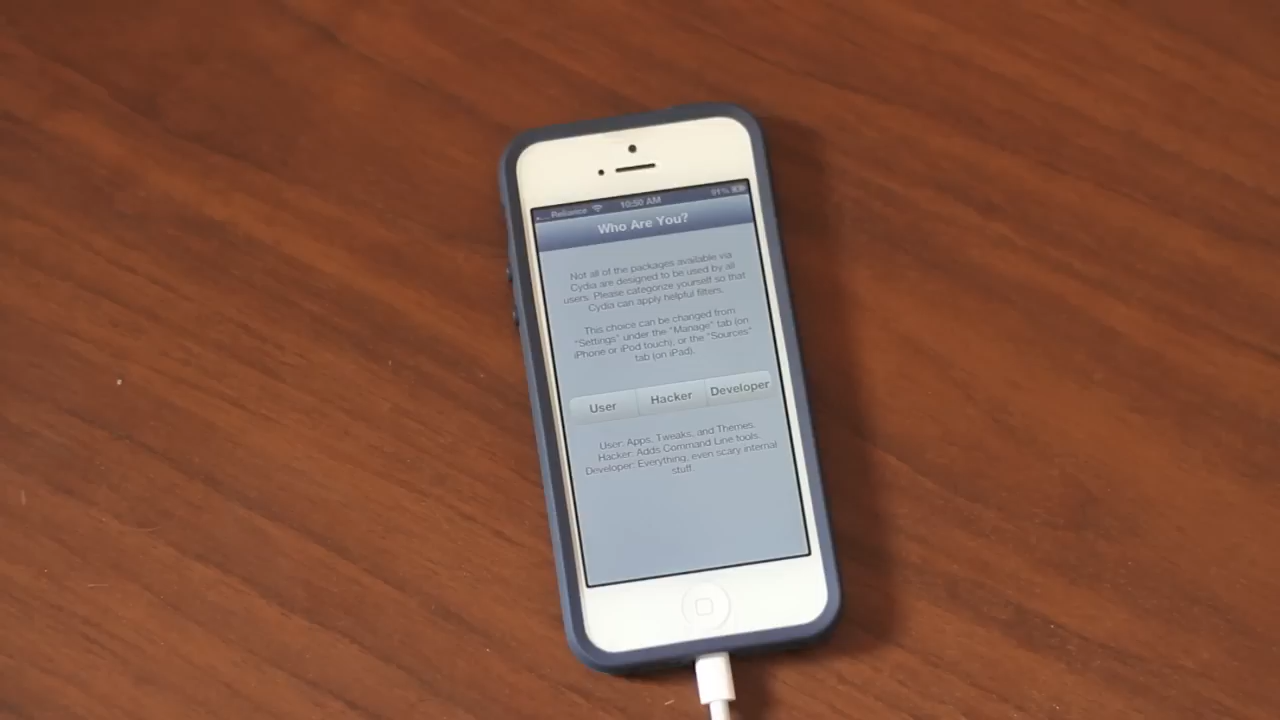 Reliance 10:50 AM 91%
Who Are You?
Not all of the packages available via
Cydia are designed to be used by all
users. Please categorize yourself so that
Cydia can apply helpful filters.
This choice can be changed from
"Settings" under the "Manage" tab (on
iPhone or iPod touch), or the "Sources"
tab (on iPad).
User Hacker Developer
User: Apps, Tweaks, and Themes.
Hacker: Adds Command Line tools.
Developer: Everything, even scary internal
stuff.